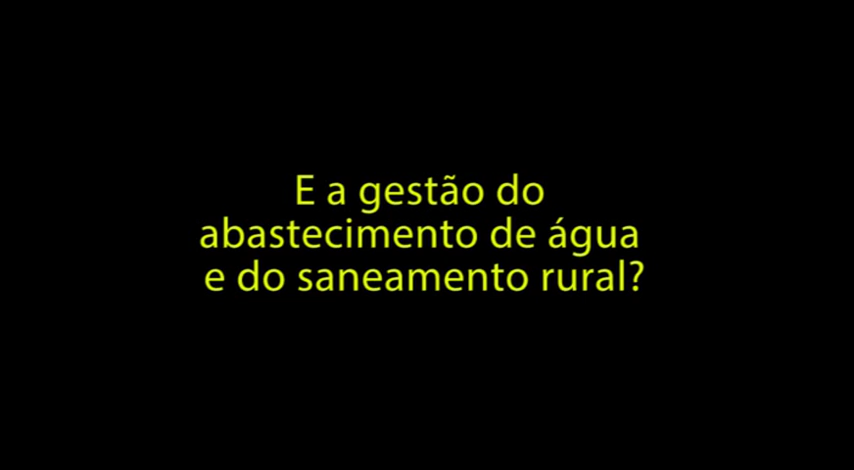 E a gestão do
abastecimento de água
e do saneamento rural?